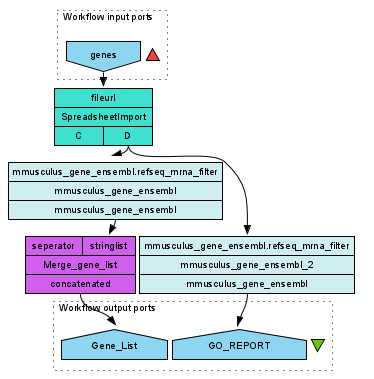 Workflow input ports
genes
fileurl
SpreadsheetImport
C D
mmusculus_gene_ensembl.refseq_mrna_filter
mmusculus_gene_ensembl
mmusculus_gene_ensembl
seperator stringlist
Merge_gene_list
concatenated
mmusculus_gene_ensembl.refseq_mrna_filter
mmusculus_gene_ensembl_2
mmusculus_gene_ensembl
Workflow output ports
Gene_List
GO_REPORT